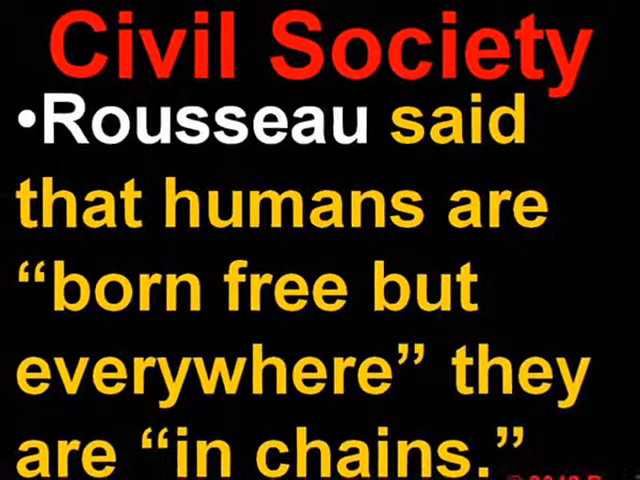 Civil Society
•Rousseau said
that humans are
“born free but
everywhere” they
are “in chains.”